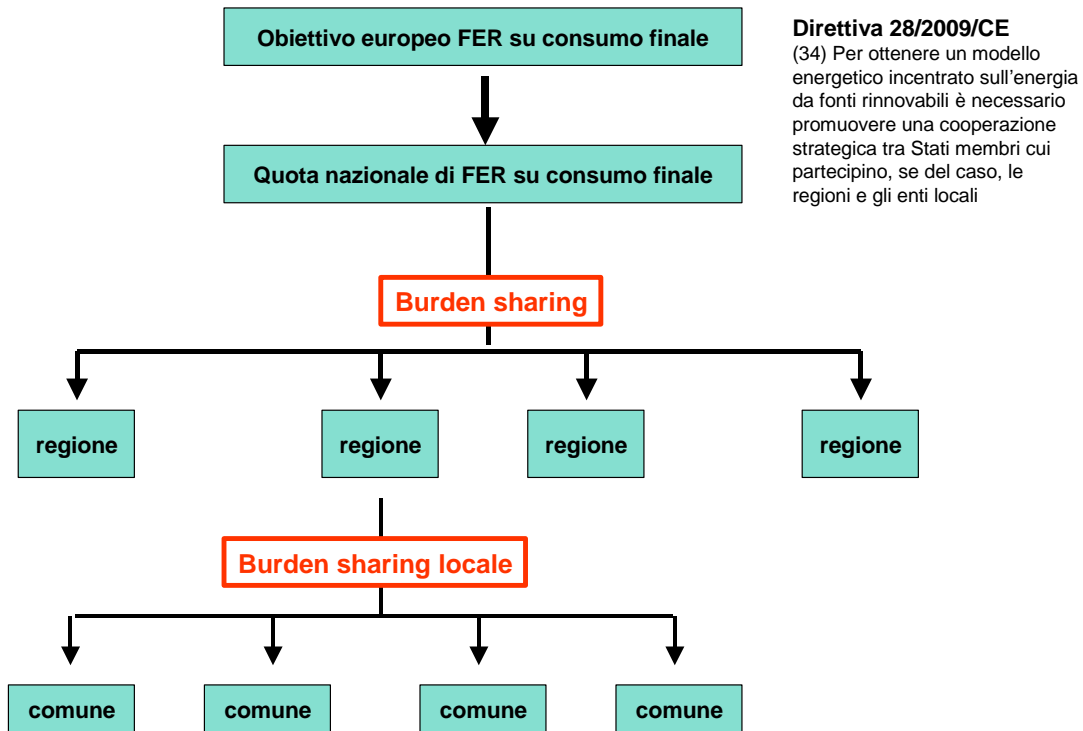 Obiettivo europeo FER su consumo finale
Direttiva 28/2009/CE
(34) Per ottenere un modello
energetico incentrato sull'energia
da fonti rinnovabili è necessario
promuovere una cooperazione
strategica tra Stati membri cui
partecipino, se del caso, le
regioni e gli enti locali
Quota nazionale di FER su consumo finale
Burden sharing
regione
regione
regione
regione
Burden sharing locale
comune
comune
comune
comune